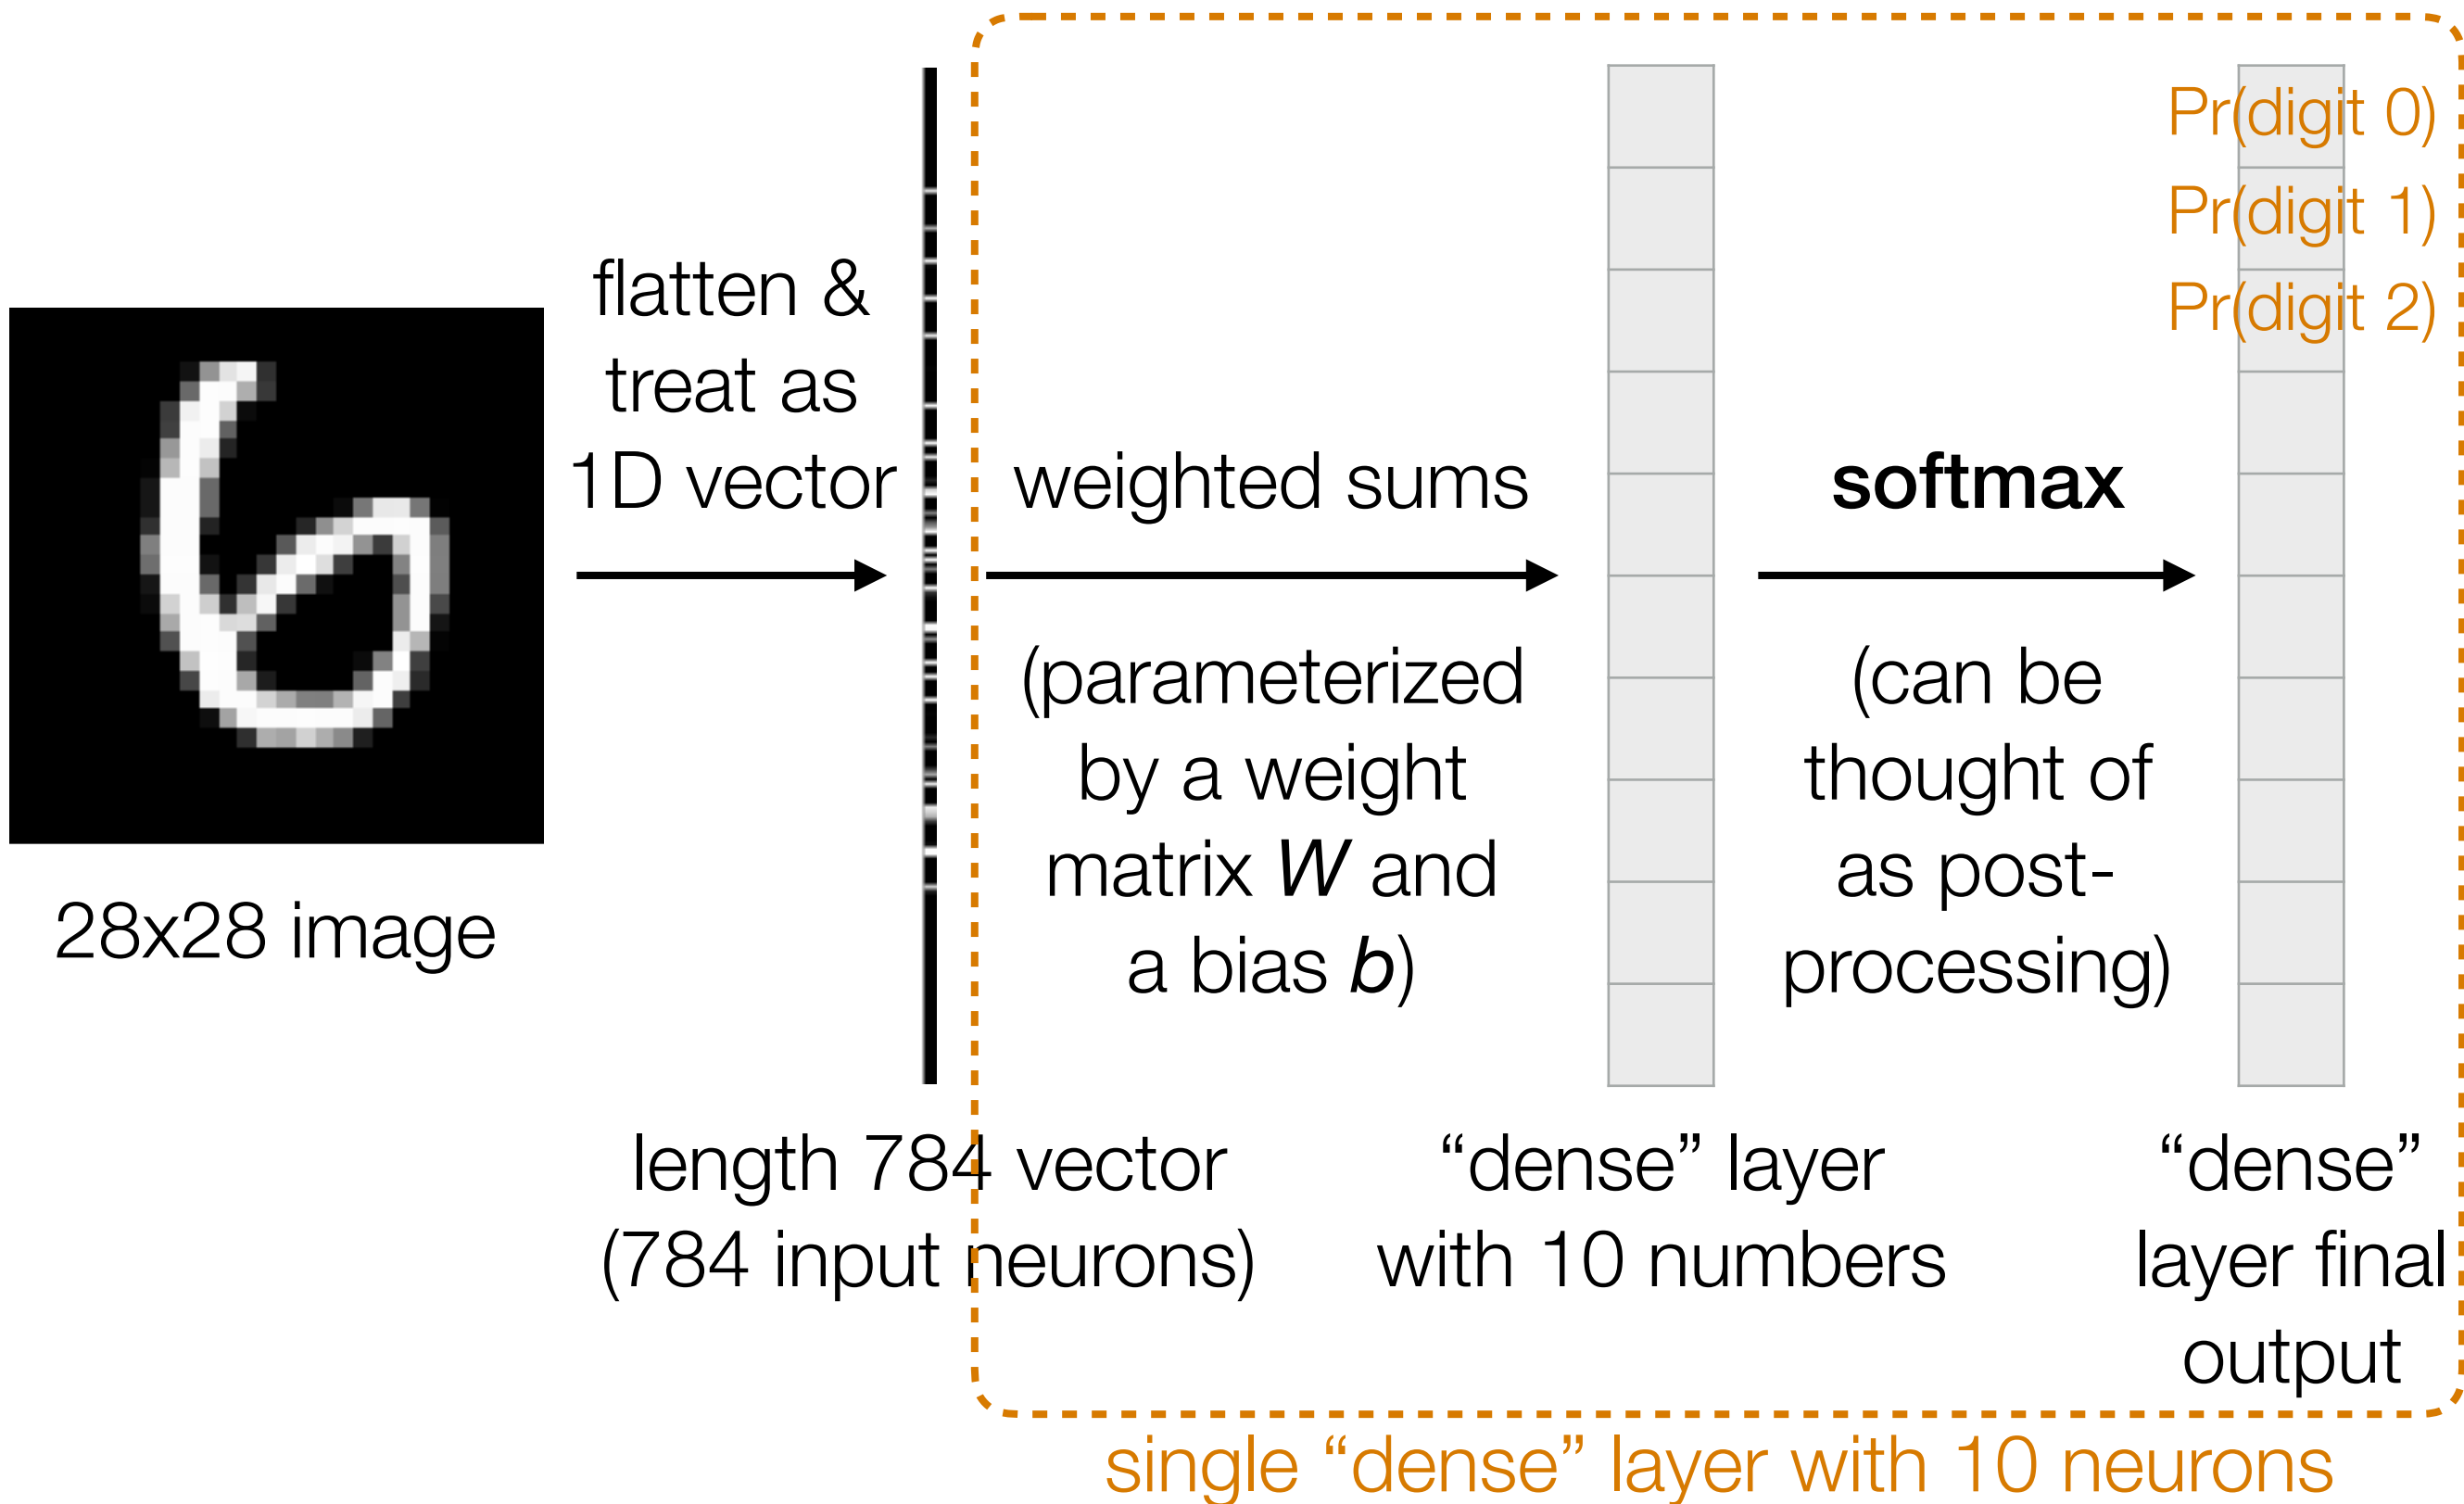 28x28 image
flatten &
treat as
1D vector
length 784 vector
(784 input neurons)
weighted sums
(parameterized
by a weight
matrix W and
a bias b)
“dense” layer
with 10 numbers
softmax
(can be
thought of
as post-
processing)
Pr(digit 0)
Pr(digit 1)
Pr(digit 2)
“dense”
layer final
output
single “dense” layer with 10 neurons